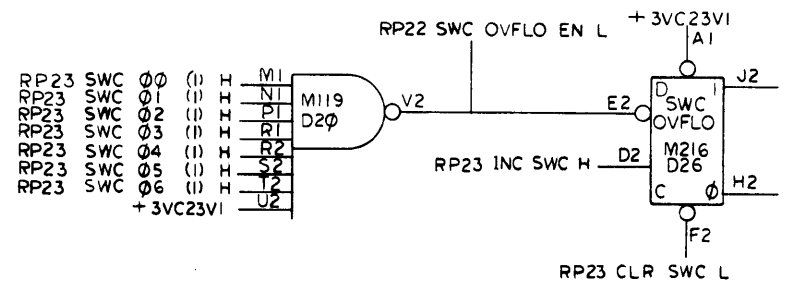 RP22 SWC OVFLO EN L
+3VC23V1
A1
RP23 SWC Ø0 (1) H M1
RP23 SWC Ø1 (1) H N1
RP23 SWC Ø2 (1) H P1
RP23 SWC Ø3 (1) H R1
RP23 SWC Ø4 (1) H R2
RP23 SWC Ø5 (1) H S2
RP23 SWC Ø6 (1) H T2
+3VC23V1 U2
M119
D2Ø
V2
E2
D 1
J2
SWC
OVFLO
RP23 INC SWC H D2
M216
D26
C Ø
H2
F2
RP23 CLR SWC L